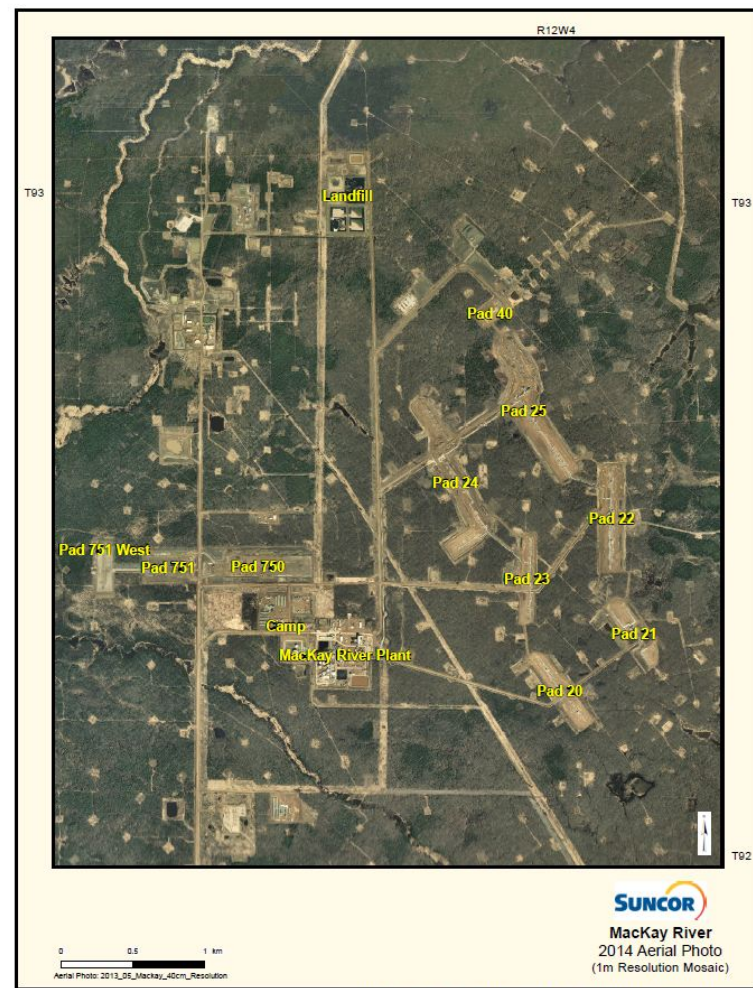 R12W4
T93
T93
Landfill
Pad 40
Pad 25
Pad 24
Pad 22
Pad 751 West
Pad 751
Pad 750
Pad 23
Camp
Pad 21
MacKay River Plant
Pad 20
T92
SUNCOR
MacKay River
2014 Aerial Photo
(1m Resolution Mosaic)
0 0.5 1 km
Aerial Photo: 2013_05_Mackay_40cm_Resolution